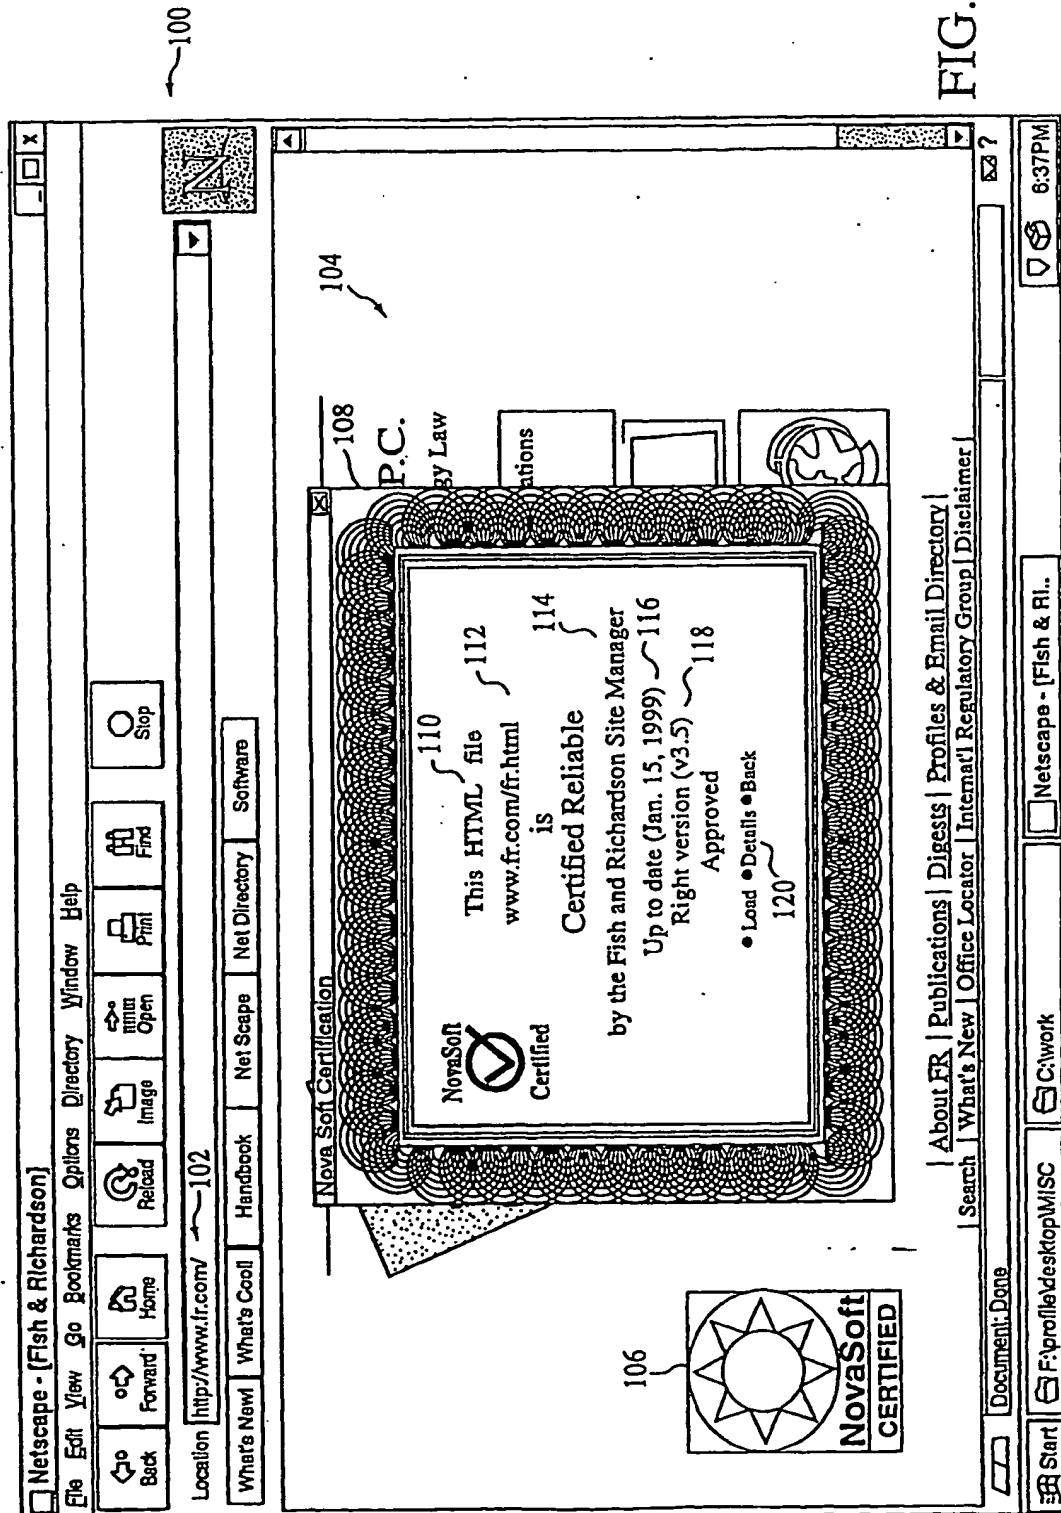 Netscape - [Fish & Richardson]
_ □ x
File Edit View Go Bookmarks Options Directory Window Help
Back Forward Home Reload Image Open Print Find Stop
N
100
Location http://www.fr.com/ 102
What's New! What's Cool! Handbook Net Scape Net Directory Software
104
Nova Soft Certification
108
P.C.
gy Law
ations
NovaSoft
Certified
This HTML file
110
www.fr.com/fr.html
112
is
Certified Reliable
114
by the Fish and Richardson Site Manager
Up to date (Jan. 15, 1999) 116
Right version (v3.5) 118
Approved
●Load ●Details ●Back
120
106
NovaSoft
CERTIFIED
| About FR | Publications | Digests | Profiles & Email Directory |
| Search | What's New | Office Locator | Internat'l Regulatory Group | Disclaimer |
Document: Done
?
Start F:\profile\desktop\MISC C:\work Netscape - [Fish & Ri.. 6:37PM
FIG.